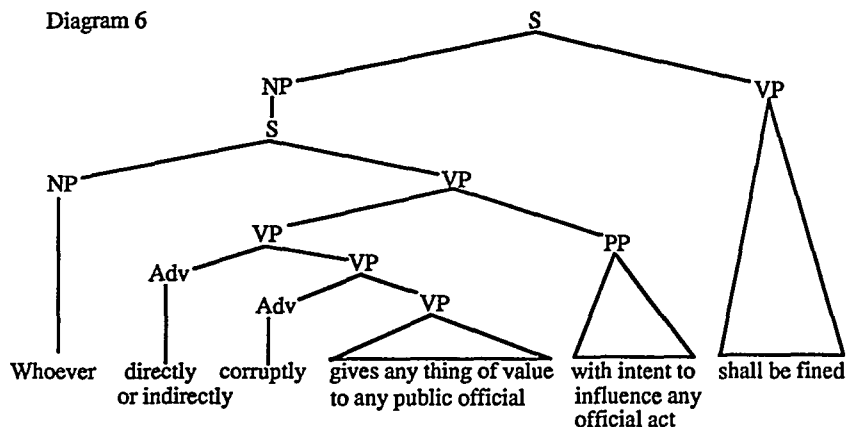 Diagram 6
S
NP
VP
S
NP
VP
VP
PP
Adv
VP
Adv
VP
Whoever
directly
or indirectly
corruptly
gives any thing of value
to any public official
with intent to
influence any
official act
shall be fined